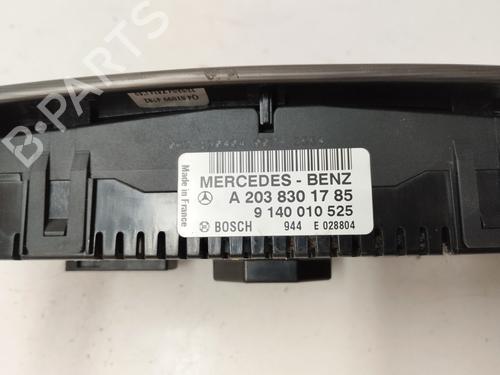 B-PARTS
MERCEDES - BENZ
A 203 830 17 85
9 140 010 525
BOSCH 944 E 028804
Made in France